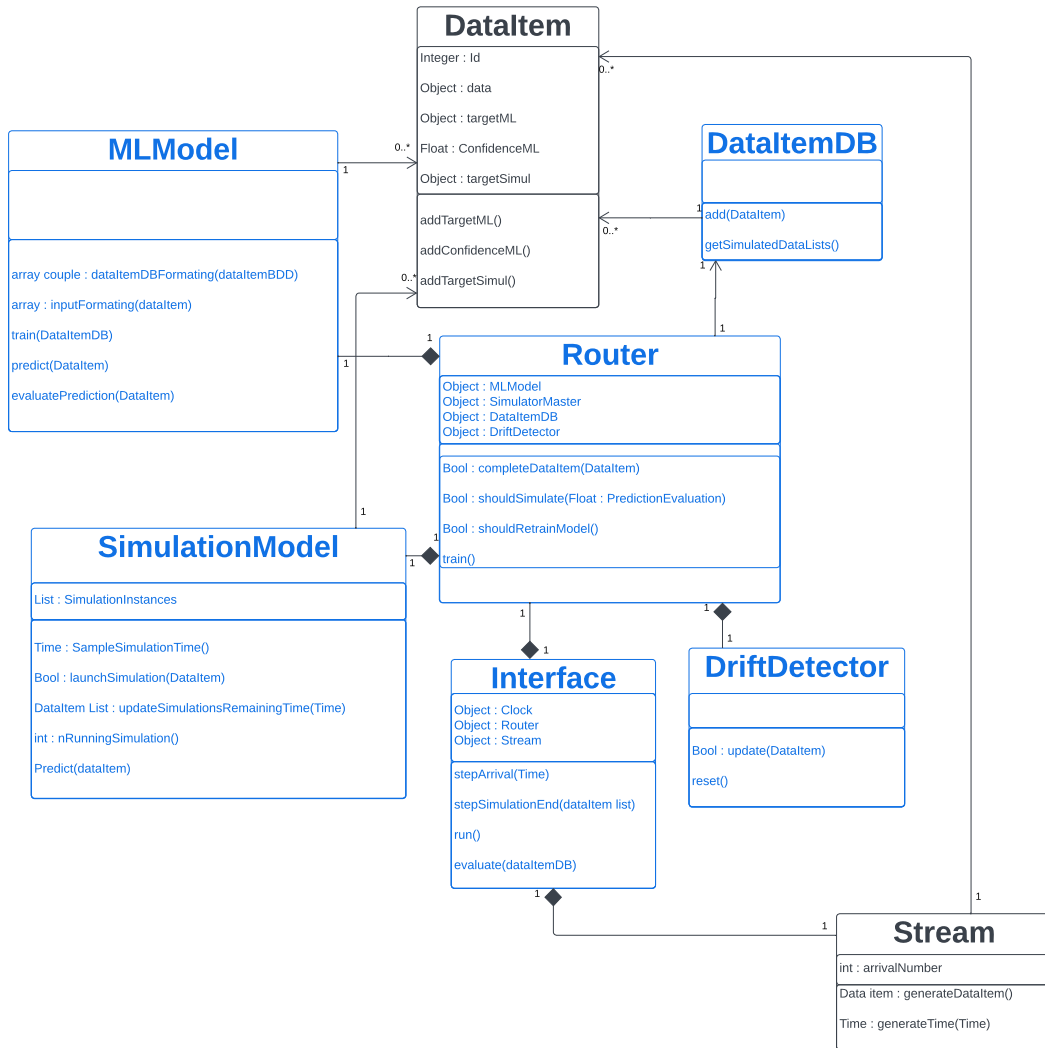 DataItem
Integer : Id
Object : data
Object : targetML
Float : ConfidenceML
Object : targetSimul
addTargetML()
addConfidenceML()
addTargetSimul()
0..*
0..*
0..*
0..*
MLModel
array couple : dataItemDBFormating(dataItemBDD)
array : inputFormating(dataItem)
train(DataItemDB)
predict(DataItem)
evaluatePrediction(DataItem)
1
1
1
DataItemDB
add(DataItem)
getSimulatedDataLists()
1
1
1
Router
Object : MLModel
Object : SimulatorMaster
Object : DataItemDB
Object : DriftDetector
Bool : completeDataItem(DataItem)
Bool : shouldSimulate(Float : PredictionEvaluation)
Bool : shouldRetrainModel()
train()
1
1
1
SimulationModel
List : SimulationInstances
Time : SampleSimulationTime()
Bool : launchSimulation(DataItem)
DataItem List : updateSimulationsRemainingTime(Time)
int : nRunningSimulation()
Predict(dataItem)
1
1
1
1
Interface
Object : Clock
Object : Router
Object : Stream
stepArrival(Time)
stepSimulationEnd(dataItem list)
run()
evaluate(dataItemDB)
DriftDetector
Bool : update(DataItem)
reset()
1
1
1
Stream
int : arrivalNumber
Data item : generateDataItem()
Time : generateTime(Time)